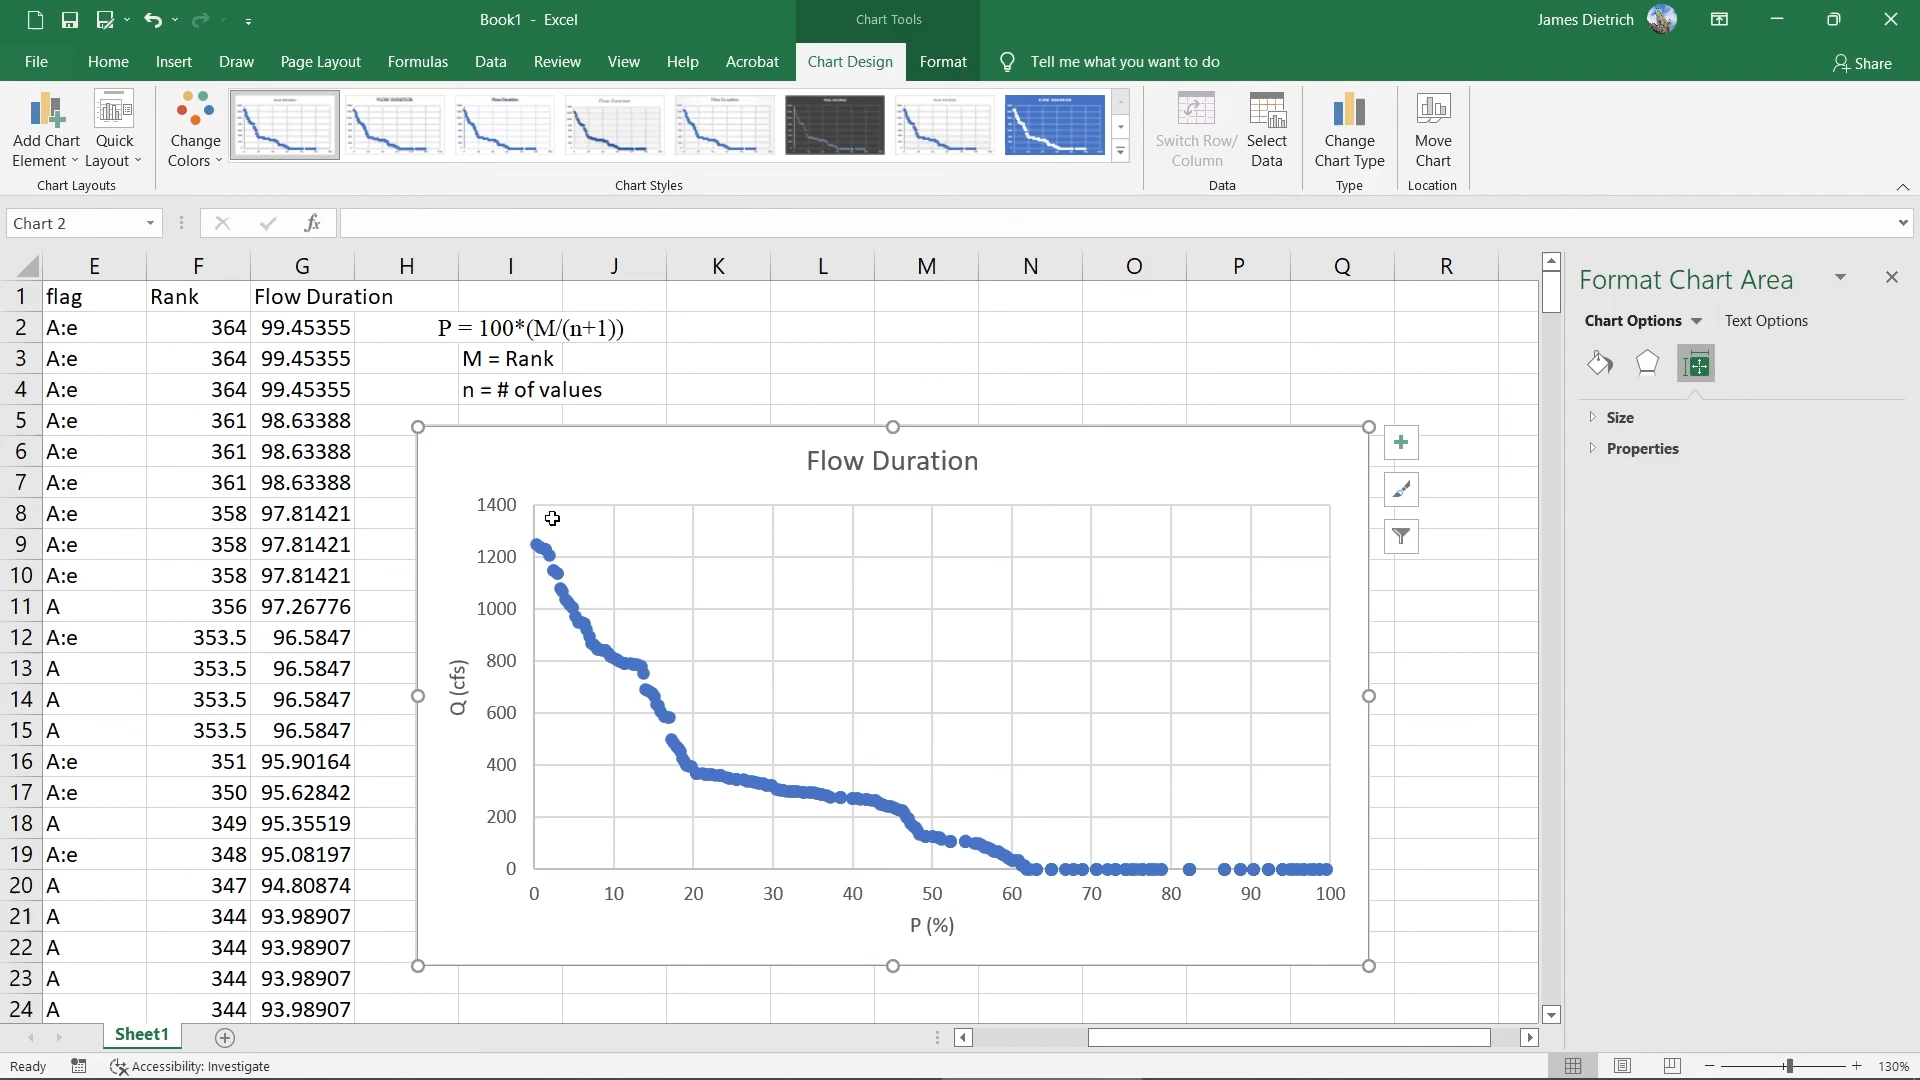 Book1 - Excel
Chart Tools
James Dietrich
File Home Insert Draw Page Layout Formulas Data Review View Help Acrobat Chart Design Format Tell me what you want to do Share
Add Chart Element
Quick Layout
Change Colors
Switch Row/ Column
Select Data
Change Chart Type
Move Chart
Chart Layouts Chart Styles Data Type Location
Chart 2 fx
E F G H I J K L M N O P Q R
1 flag Rank Flow Duration
2 A:e 364 99.45355 P = 100*(M/(n+1))
3 A:e 364 99.45355 M = Rank
4 A:e 364 99.45355 n = # of values
5 A:e 361 98.63388
6 A:e 361 98.63388
7 A:e 361 98.63388
8 A:e 358 97.81421
9 A:e 358 97.81421
10 A:e 358 97.81421
11 A 356 97.26776
12 A:e 353.5 96.5847
13 A 353.5 96.5847
14 A 353.5 96.5847
15 A 353.5 96.5847
16 A:e 351 95.90164
17 A:e 350 95.62842
18 A 349 95.35519
19 A:e 348 95.08197
20 A 347 94.80874
21 A 344 93.98907
22 A 344 93.98907
23 A 344 93.98907
24 A 344 93.98907
Flow Duration
1400
1200
1000
800
600
400
200
0
Q (cfs)
0 10 20 30 40 50 60 70 80 90 100
P (%)
Format Chart Area
Chart Options Text Options
Size
Properties
Sheet1
Ready Accessibility: Investigate 130%